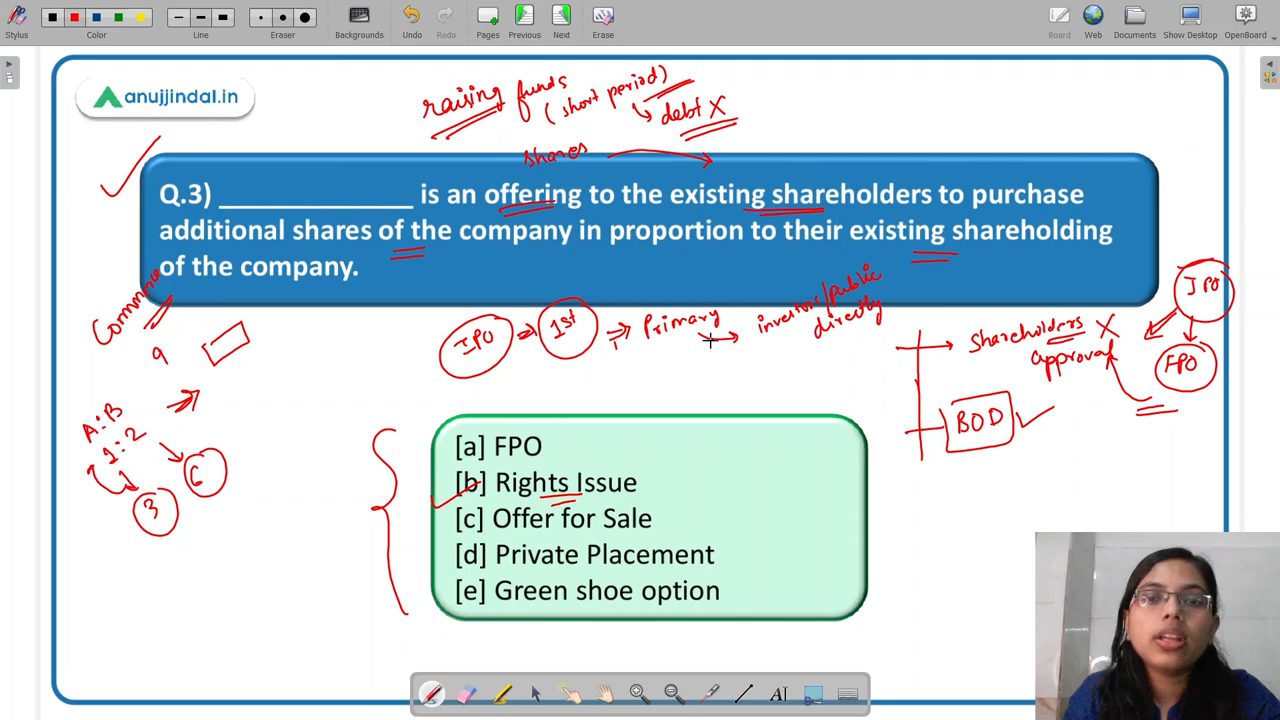 Stylus
Color
Line
Eraser
Backgrounds
Undo
Redo
Pages
Previous
Next
Erase
Board
Web
Documents
Show Desktop
OpenBoard
anujjindal.in
raising funds
(short period)
debt X
shares
Q.3) _____________ is an offering to the existing shareholders to purchase
additional shares of the company in proportion to their existing shareholding
of the company.
IPO
1st
Primary
investors/public
directly
Shareholders X
approval
IPO
FPO
BOD
9
A:B
1:2
3
6
[a] FPO
[b] Rights Issue
[c] Offer for Sale
[d] Private Placement
[e] Green shoe option